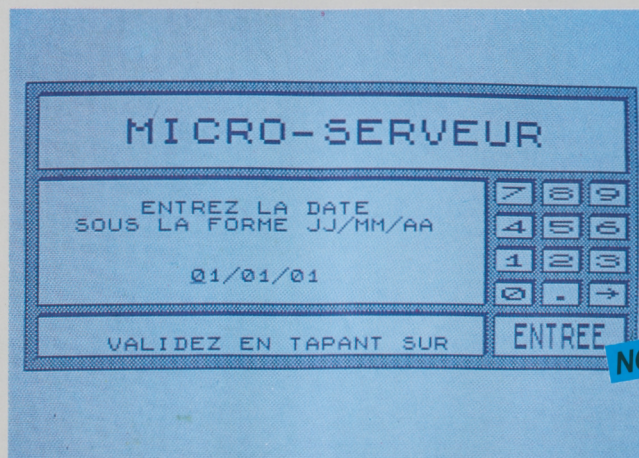 MICRO-SERVEUR
ENTREZ LA DATE
SOUS LA FORME JJ/MM/AA
01/01/01
7 8 9
4 5 6
1 2 3
0 . →
VALIDEZ EN TAPANT SUR
ENTREE